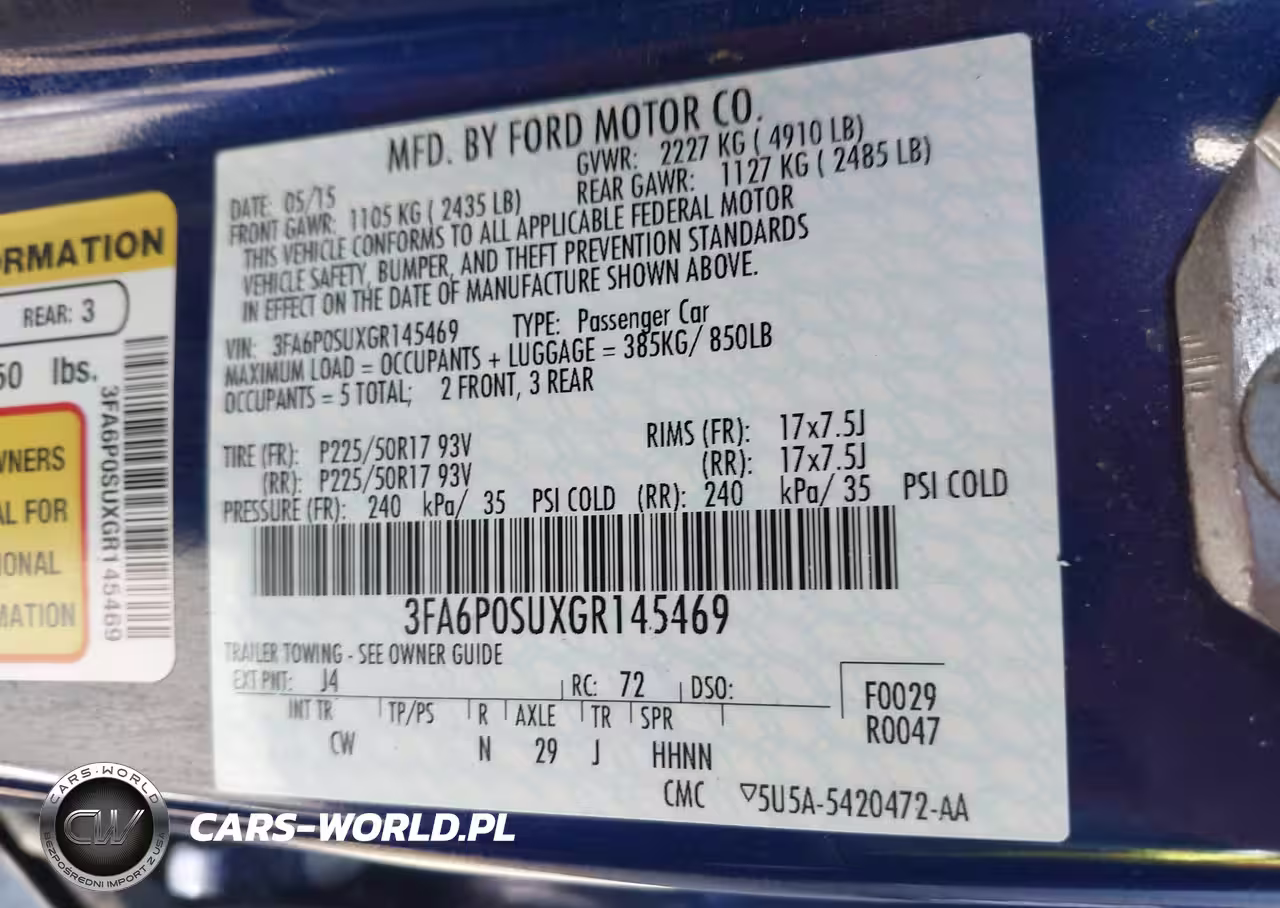 MFD. BY FORD MOTOR CO.
DATE: 05/15
GVWR: 2227 KG ( 4910 LB)
FRONT GAWR: 1105 KG ( 2435 LB)
REAR GAWR: 1127 KG ( 2485 LB)
THIS VEHICLE CONFORMS TO ALL APPLICABLE FEDERAL MOTOR
VEHICLE SAFETY, BUMPER, AND THEFT PREVENTION STANDARDS
IN EFFECT ON THE DATE OF MANUFACTURE SHOWN ABOVE.
VIN: 3FA6P0SUXGR145469 TYPE: Passenger Car
MAXIMUM LOAD = OCCUPANTS + LUGGAGE = 385KG/ 850LB
OCCUPANTS = 5 TOTAL; 2 FRONT, 3 REAR
TIRE (FR): P225/50R17 93V RIMS (FR): 17x7.5J
(RR): P225/50R17 93V (RR): 17x7.5J
PRESSURE (FR): 240 kPa/ 35 PSI COLD (RR): 240 kPa/ 35 PSI COLD
3FA6P0SUXGR145469
TRAILER TOWING - SEE OWNER GUIDE
EXT PNT: J4 RC: 72 DSO:
INT TR TP/PS R AXLE TR SPR
CW N 29 J HHNN
F0029
R0047
CMC ▽5U5A-5420472-AA
RMATION
REAR: 3
50 lbs.
WNERS
AL FOR
IONAL
MATION
3FA6P0SUXGR145469
CARS-WORLD
CW
BEZPOŚREDNI IMPORT Z USA
CARS-WORLD.PL